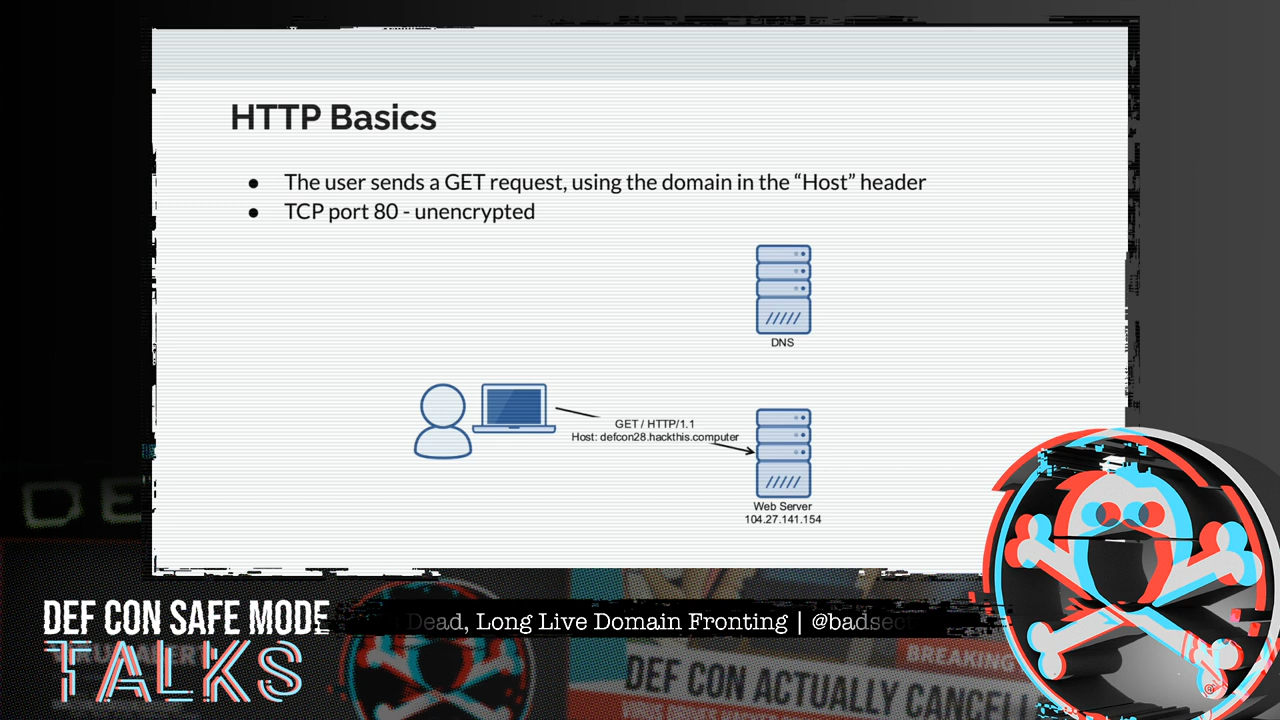 HTTP Basics
● The user sends a GET request, using the domain in the “Host” header
● TCP port 80 - unencrypted
DNS
GET / HTTP/1.1
Host: defcon28.hackthis.computer
Web Server
104.27.141.154
DEF CON SAFE MODE
TALKS
Dead, Long Live Domain Fronting | @badsect
BREAKING
DEF CON ACTUALLY CANCELL